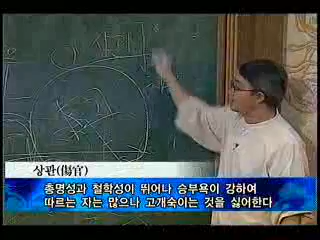 상관
상관(傷官)
총명성과 철학성이 뛰어나 승부욕이 강하여
따르는 자는 많으나 고개숙이는 것을 싫어한다